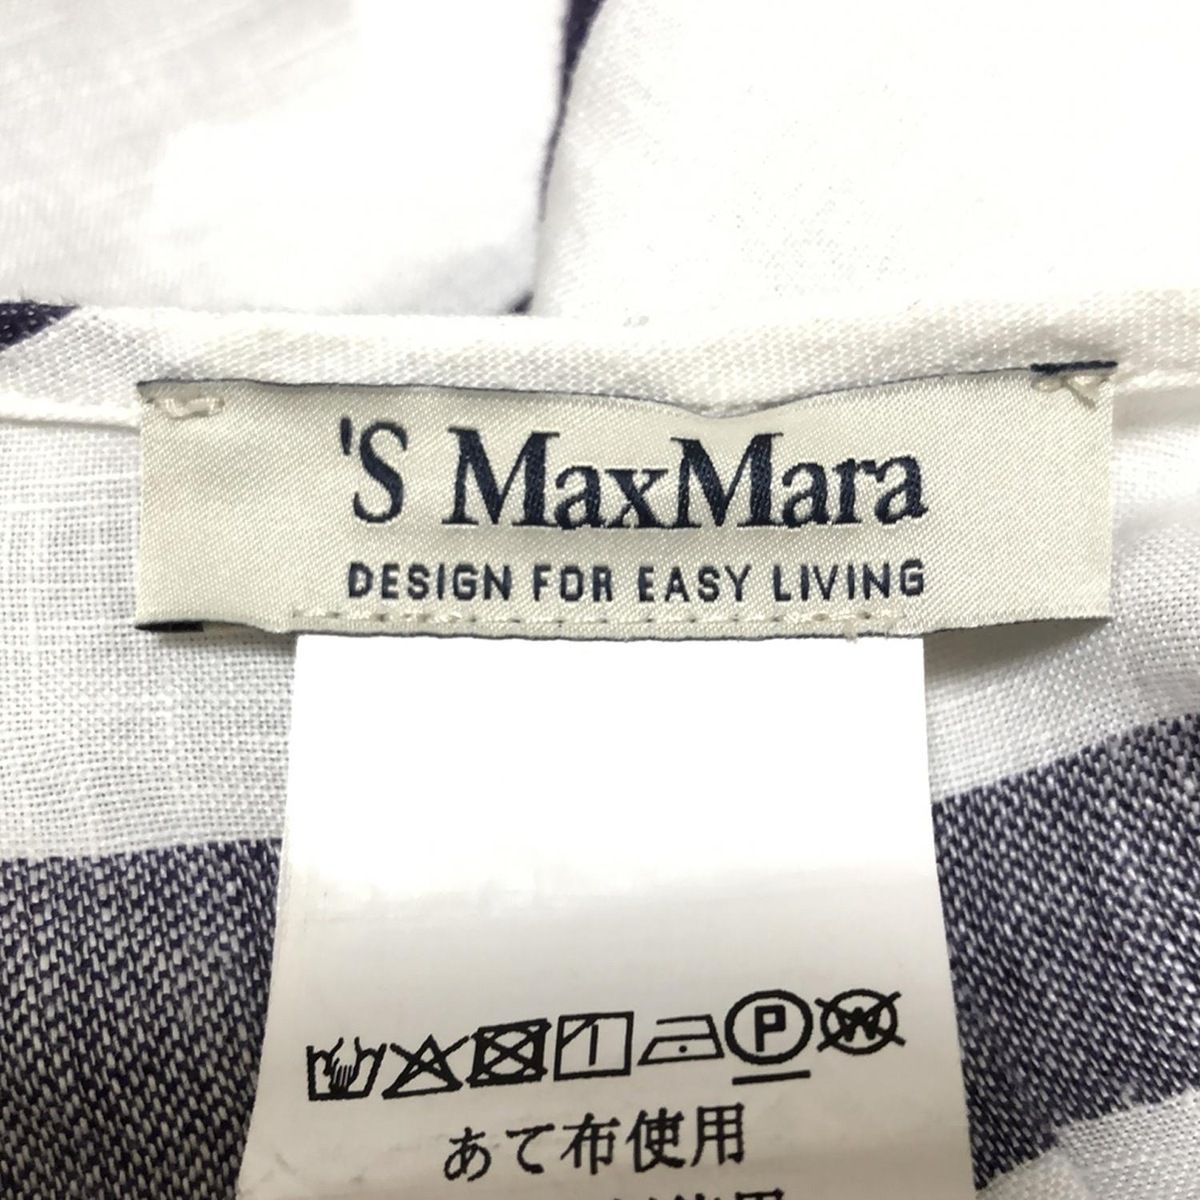 'S MaxMara
DESIGN FOR EASY LIVING
P W
あて布使用